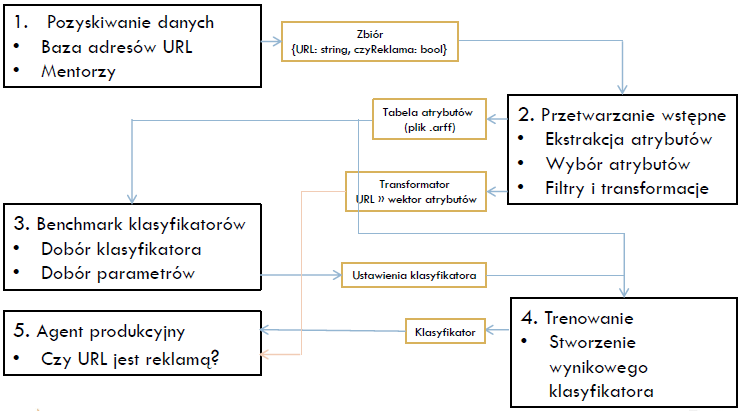 1. Pozyskiwanie danych
• Baza adresów URL
• Mentorzy
Zbiór
{URL: string, czyReklama: bool}
2. Przetwarzanie wstępne
• Ekstrakcja atrybutów
• Wybór atrybutów
• Filtry i transformacje
Tabela atrybutów
(plik .arff)
Transformator
URL » wektor atrybutów
3. Benchmark klasyfikatorów
• Dobór klasyfikatora
• Dobór parametrów
Ustawienia klasyfikatora
4. Trenowanie
• Stworzenie
wynikowego
klasyfikatora
Klasyfikator
5. Agent produkcyjny
• Czy URL jest reklamą?